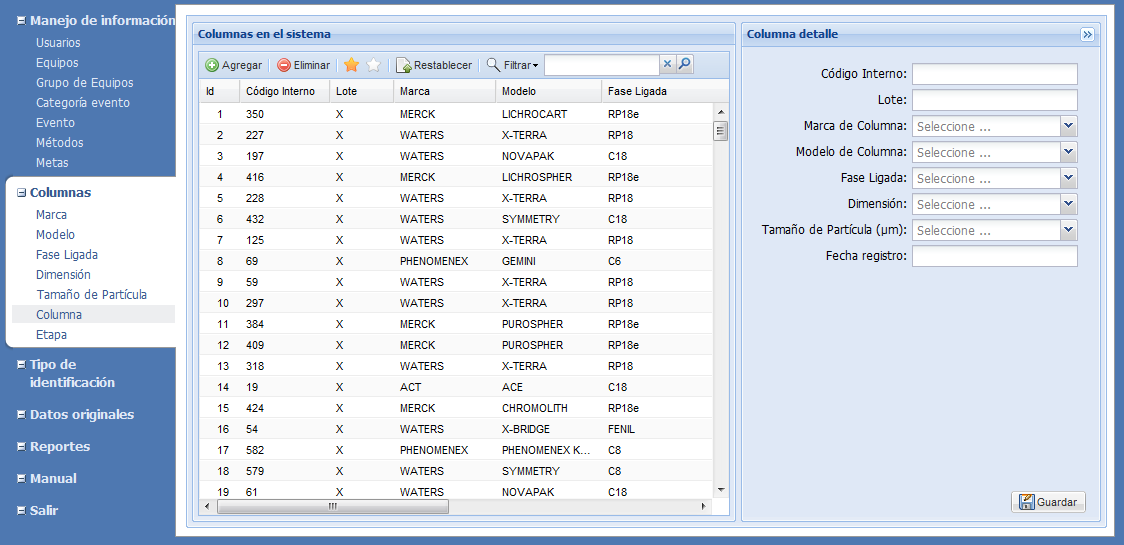 Manejo de información
Usuarios
Equipos
Grupo de Equipos
Categoría evento
Evento
Métodos
Metas
Columnas
Marca
Modelo
Fase Ligada
Dimensión
Tamaño de Partícula
Columna
Etapa
Tipo de
identificación
Datos originales
Reportes
Manual
Salir
Columnas en el sistema
Agregar Eliminar Restablecer Filtrar
Id Código Interno Lote Marca Modelo Fase Ligada
1 350 X MERCK LICHROCART RP18e
2 227 X WATERS X-TERRA RP18
3 197 X WATERS NOVAPAK C18
4 416 X MERCK LICHROSPHER RP18e
5 228 X WATERS X-TERRA RP18
6 432 X WATERS SYMMETRY C18
7 125 X WATERS X-TERRA RP18
8 69 X PHENOMENEX GEMINI C6
9 59 X WATERS X-TERRA RP18
10 297 X WATERS X-TERRA RP18
11 384 X MERCK PUROSPHER RP18e
12 409 X MERCK PUROSPHER RP18e
13 318 X WATERS X-TERRA RP18
14 19 X ACT ACE C18
15 424 X MERCK CHROMOLITH RP18e
16 54 X WATERS X-BRIDGE FENIL
17 582 X PHENOMENEX PHENOMENEX K... C8
18 579 X WATERS SYMMETRY C8
19 61 X WATERS NOVAPAK C18
Columna detalle
Código Interno:
Lote:
Marca de Columna: Seleccione ...
Modelo de Columna: Seleccione ...
Fase Ligada: Seleccione ...
Dimensión: Seleccione ...
Tamaño de Partícula (µm): Seleccione ...
Fecha registro:
Guardar